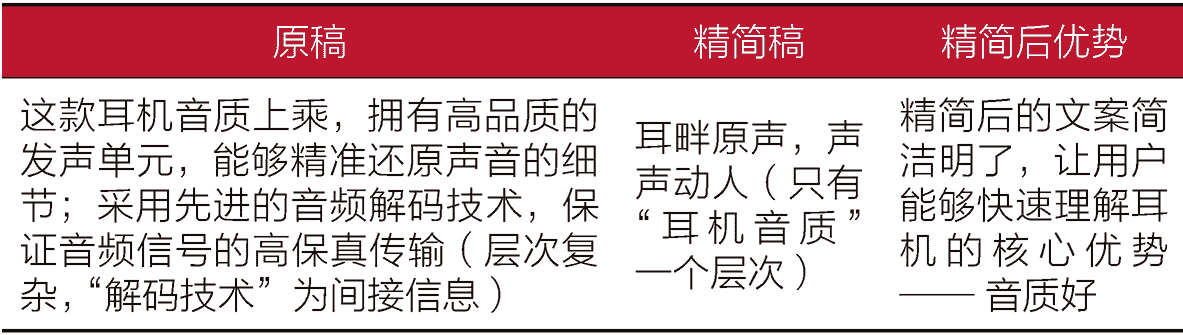 原稿
精简稿
精简后优势
这款耳机音质上乘，拥有高品质的
发声单元，能够精准还原声音的细
节；采用先进的音频解码技术，保
证音频信号的高保真传输（层次复
杂，“解码技术”为间接信息）
耳畔原声，声
声动人（只有
“耳机音质”
一个层次）
精简后的文案简
洁明了，让用户
能够快速理解耳
机的核心优势
—— 音质好